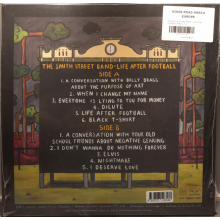 THE SMITH STREET BAND - LIFE AFTER FOOTBALL
SIDE A
1. A CONVERSATION WITH BILLY BRAGG
ABOUT THE PURPOSE OF ART
2. WHEN I CHANGE MY NAME
3. EVERYONE IS LYING TO YOU FOR MONEY
4. DILUTE
5. LIFE AFTER FOOTBALL
6. BLACK T-SHIRT
SIDE B
1. A CONVERSATION WITH YOUR OLD
SCHOOL FRIENDS ABOUT NEGATIVE GEARING
2. I DON'T WANNA DO NOTHING FOREVER
3. ELVIS
4. NIGHTMARE
5. I DESERVE LOVE